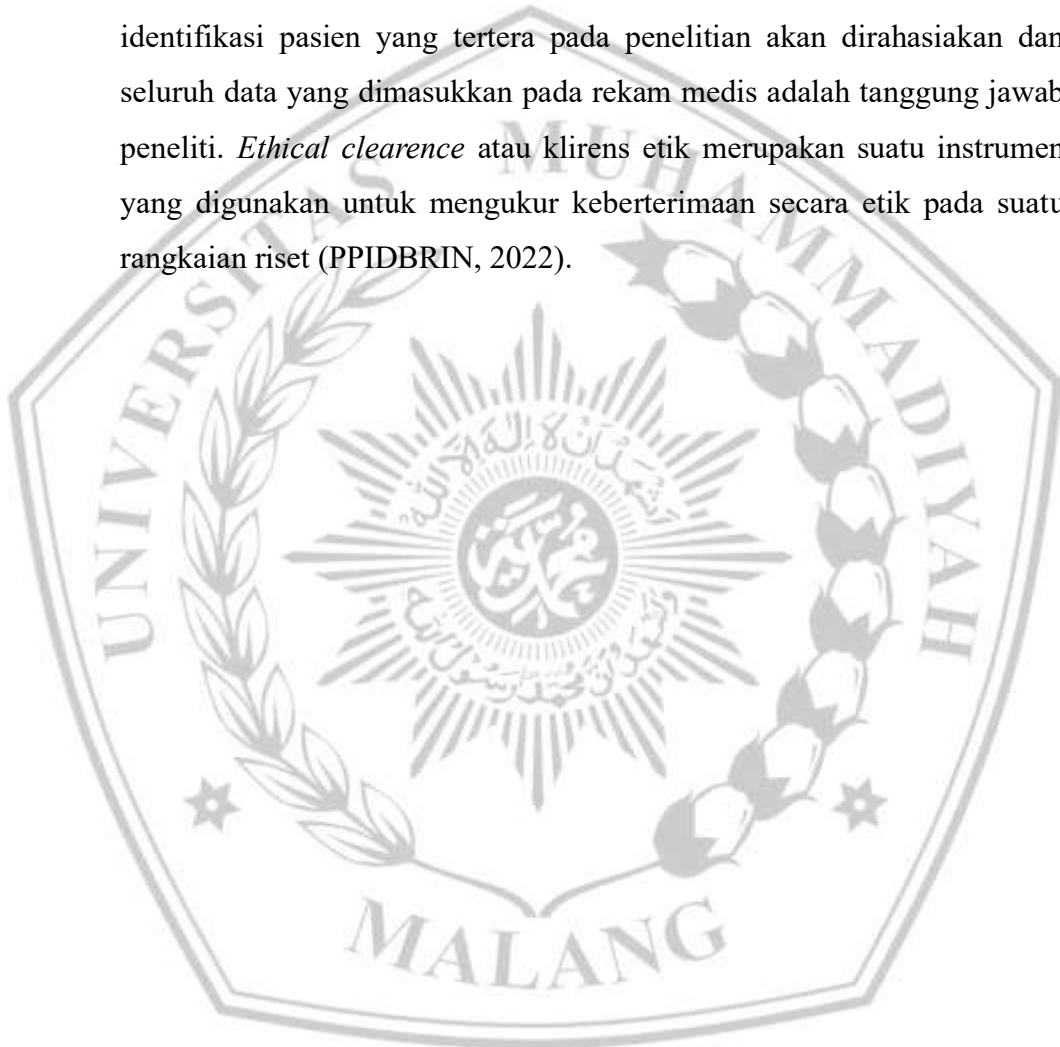 identifikasi pasien yang tertera pada penelitian akan dirahasiakan dan
seluruh data yang dimasukkan pada rekam medis adalah tanggung jawab
peneliti. Ethical clearence atau klirens etik merupakan suatu instrumen
yang digunakan untuk mengukur keberterimaan secara etik pada suatu
rangkaian riset (PPIDBRIN, 2022).
UNIVERSITAS MUHAMMADIYAH
MALANG